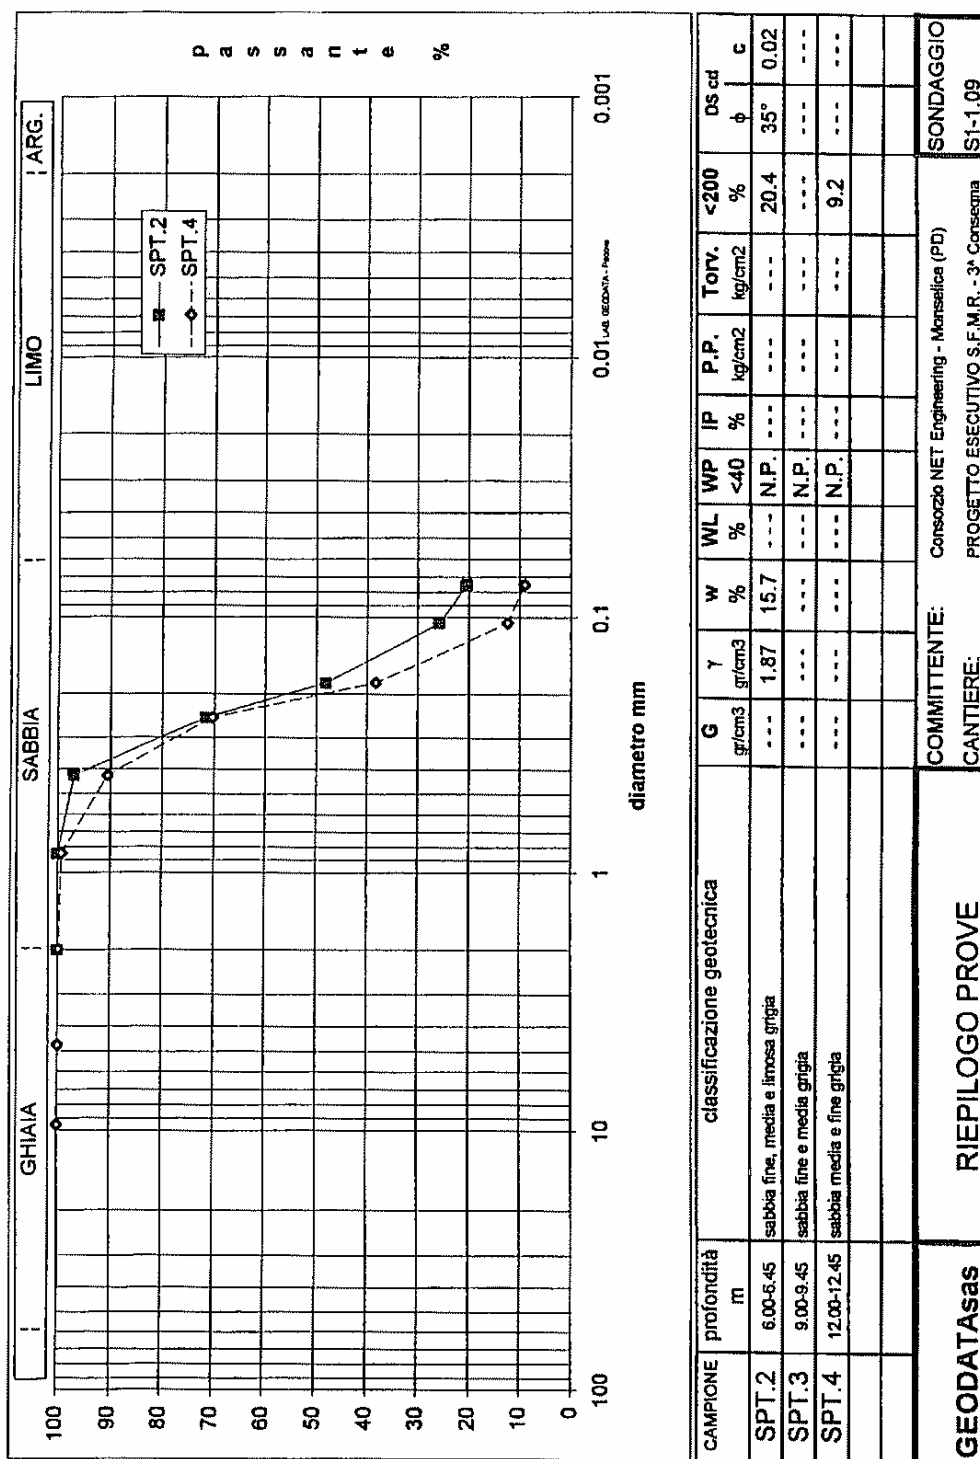 GHIAIA | SABBIA | LIMO | ARG.
100
90
80
70
60
50
40
30
20
10
0
passante %
SPT.2
SPT.4
100 10 1 0.1 0.01 0.001
LAB. GEODATA - Padova
diametro mm
CAMPIONE profondità classificazione geotecnica G γ w WL WP IP P.P. Torv. <200 DS cd
m gr/cm3 gr/cm3 % % <40 % kg/cm2 kg/cm2 % ϕ c
SPT.2 6.00-6.45 sabbia fine, media e limosa grigia --- 1.87 15.7 --- N.P. --- --- --- 20.4 35° 0.02
SPT.3 9.00-9.45 sabbia fine e media grigia --- --- --- --- N.P. --- --- --- --- --- ---
SPT.4 12.00-12.45 sabbia media e fine grigia --- --- --- --- N.P. --- --- --- 9.2 --- ---
GEODATAsas
RIEPILOGO PROVE
COMMITTENTE: Consorzio NET Engineering - Monselice (PD)
CANTIERE: PROGETTO ESECUTIVO S.F.M.R. - 3ª Consegna
SONDAGGIO
S1-1.09